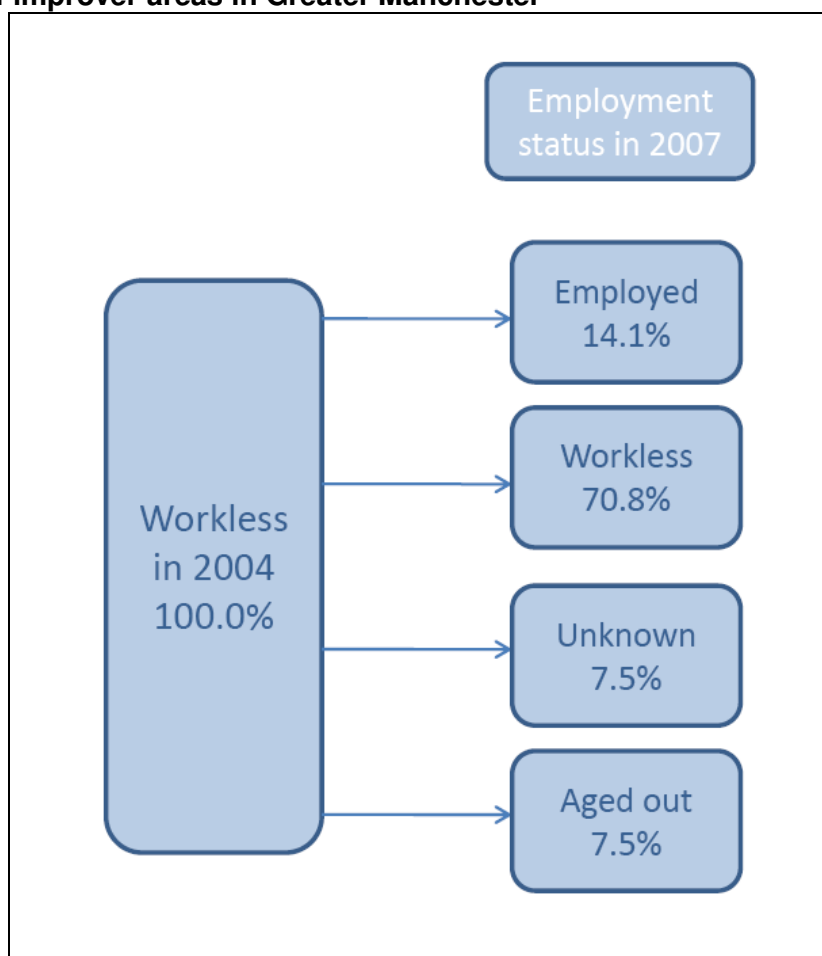 improver areas in Greater Manchester
Employment
status in 2007
Employed
14.1%
Workless
70.8%
Workless
in 2004
100.0%
Unknown
7.5%
Aged out
7.5%